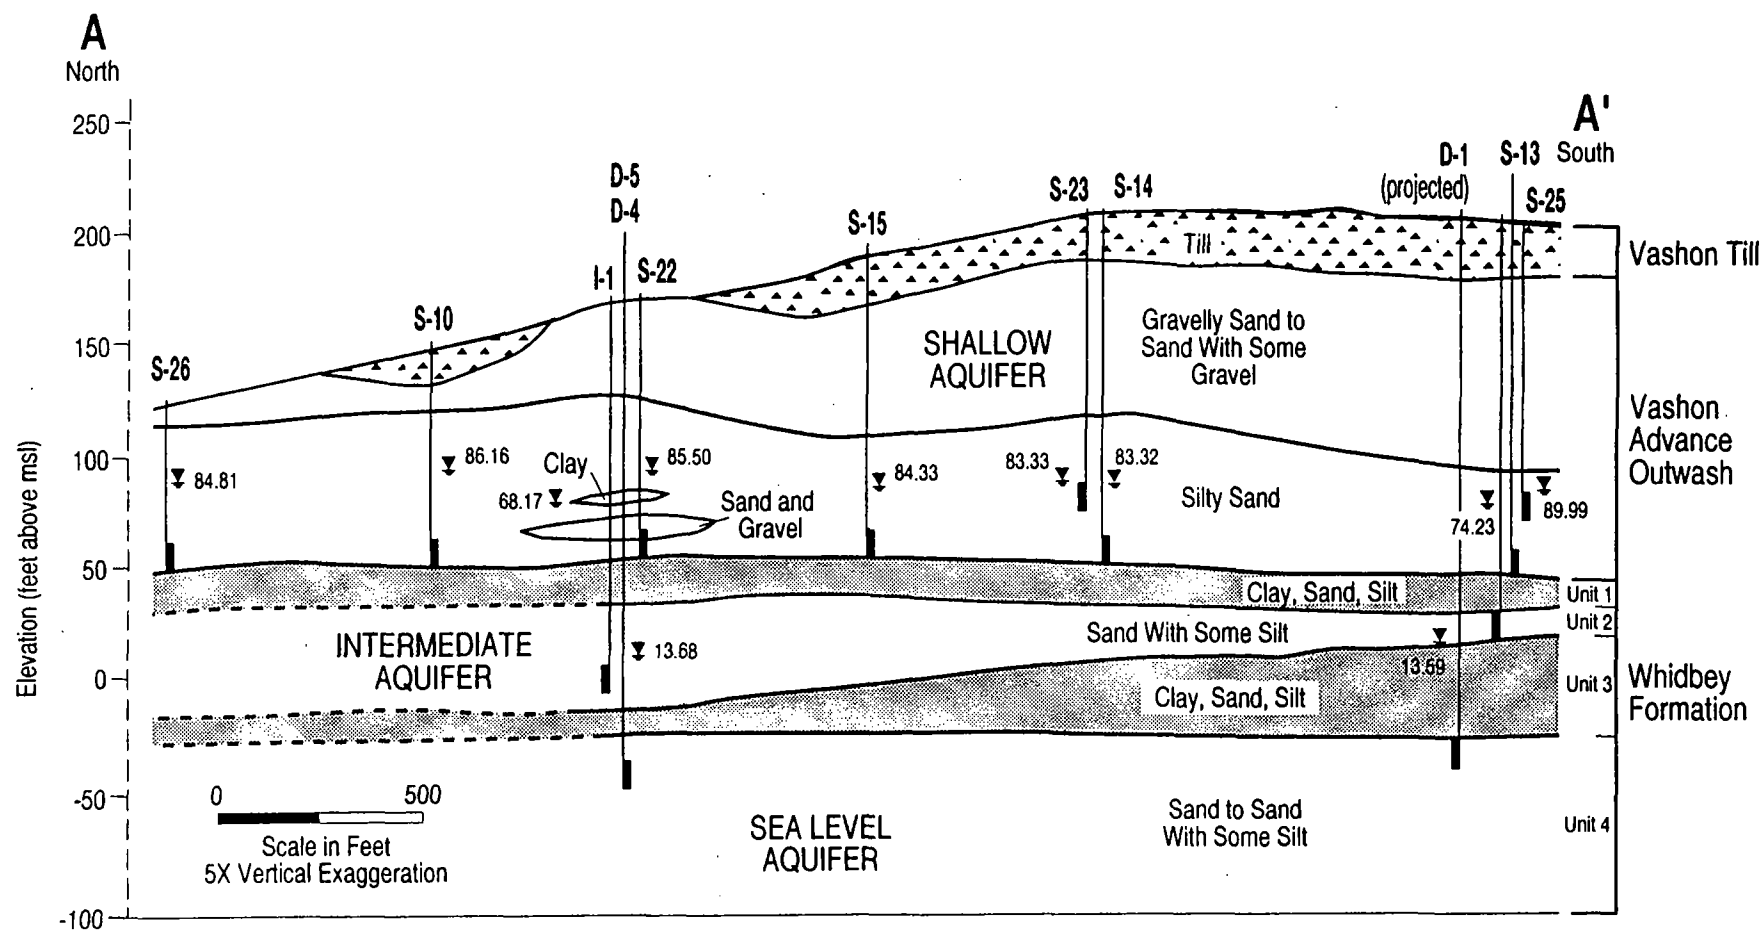 A
North
A'
South
250
200
150
100
50
0
-50
-100
Elevation (feet above msl)
S-26
S-10
I-1
D-5
D-4
S-22
S-15
S-23
S-14
D-1
(projected)
S-13
S-25
Till
Vashon Till
SHALLOW
AQUIFER
Gravelly Sand to
Sand With Some
Gravel
Vashon
Advance
Outwash
84.81
86.16
Clay
68.17
85.50
Sand and
Gravel
84.33
83.33
83.32
Silty Sand
74.23
89.99
Clay, Sand, Silt
Unit 1
Sand With Some Silt
Unit 2
INTERMEDIATE
AQUIFER
13.68
13.59
Clay, Sand, Silt
Unit 3
Whidbey
Formation
0
500
Scale in Feet
5X Vertical Exaggeration
SEA LEVEL
AQUIFER
Sand to Sand
With Some Silt
Unit 4